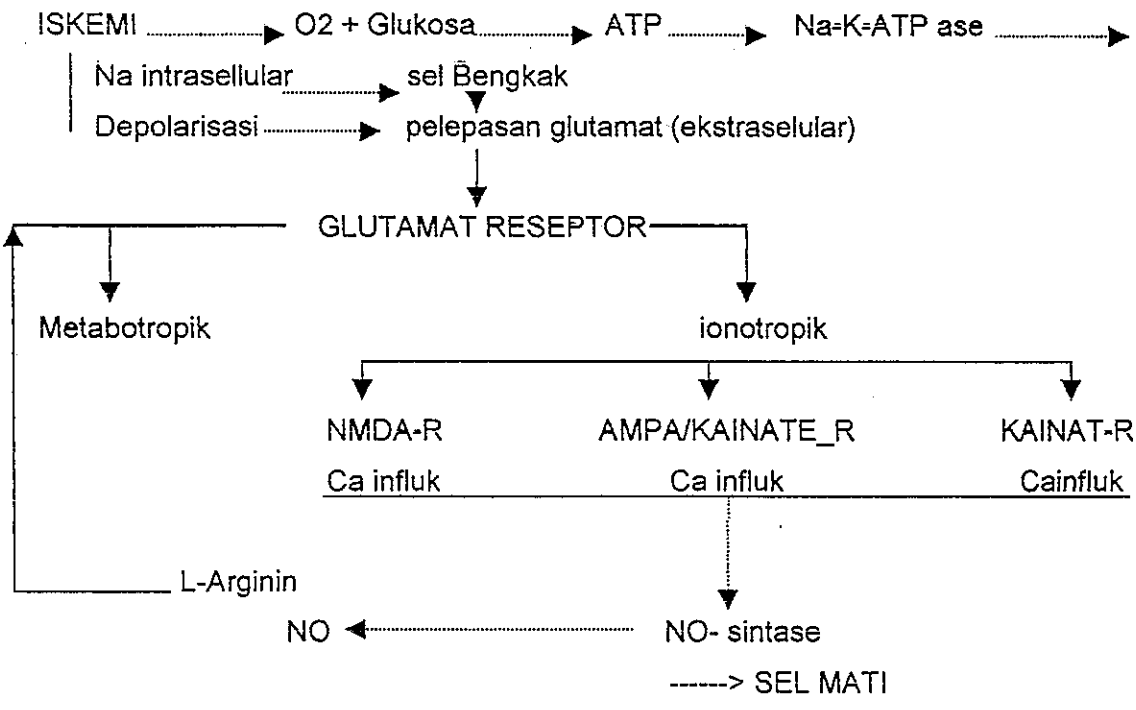 ISKEMI O2 + Glukosa ATP Na=K=ATP ase
Na intrasellular sel Bengkak
Depolarisasi pelepasan glutamat (ekstraselular)
GLUTAMAT RESEPTOR
Metabotropik ionotropik
NMDA-R AMPA/KAINATE_R KAINAT-R
Ca influk Ca influk Cainfluk
L-Arginin
NO NO- sintase
------> SEL MATI